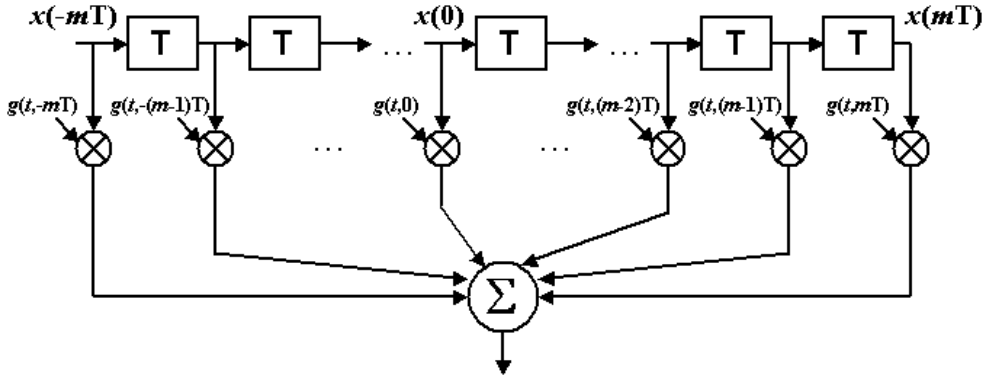 x(-mT) x(0) x(mT)
T T ... T ... T T
g(t,-mT) g(t,-(m-1)T) g(t,0) g(t,(m-2)T) g(t,(m-1)T) g(t,mT)
... ...
Σ